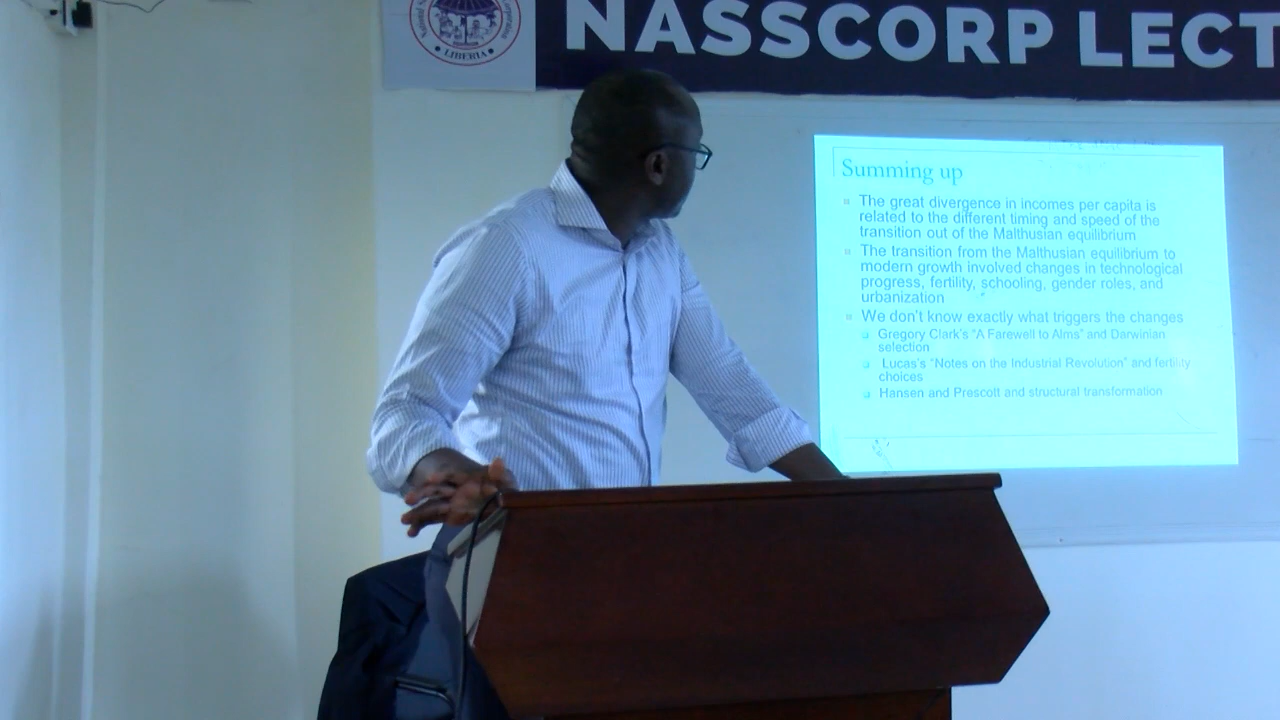 NASSCORP LECT
LIBERIA
Summing up
The great divergence in incomes per capita is
related to the different timing and speed of the
transition out of the Malthusian equilibrium
The transition from the Malthusian equilibrium to
modern growth involved changes in technological
progress, fertility, schooling, gender roles, and
urbanization
We don't know exactly what triggers the changes
Gregory Clark's "A Farewell to Alms" and Darwinian
selection
Lucas's "Notes on the Industrial Revolution" and fertility
choices
Hansen and Prescott and structural transformation